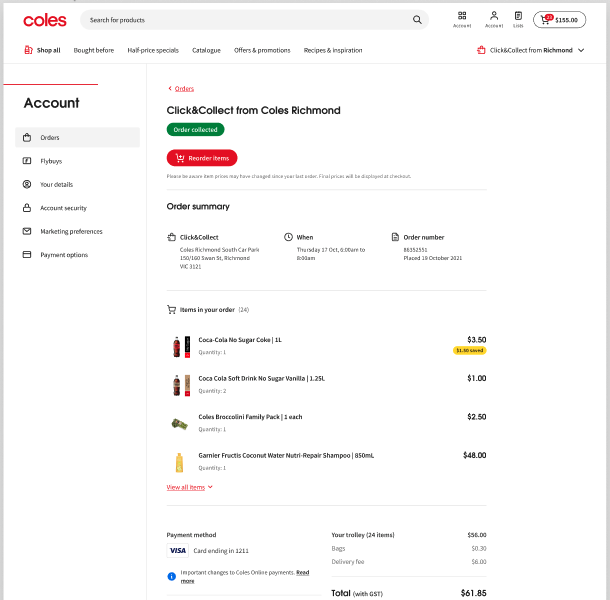 coles
Search for products
Account
Account
Lists
$155.00
Shop all
Bought before
Half-price specials
Catalogue
Offers & promotions
Recipes & inspiration
Click&Collect from Richmond
Account
Orders
Flybuys
Your details
Account security
Marketing preferences
Payment options
Orders
Click&Collect from Coles Richmond
Order collected
Reorder items
Please be aware item prices may have changed since your last order. Final prices will be displayed at checkout.
Order summary
Click&Collect
Coles Richmond South Car Park
150/160 Swan St, Richmond
VIC 3121
When
Thursday 17 Oct, 6:00am to
8:00am
Order number
86352551
Placed 19 October 2021
Items in your order (24)
Coca-Cola No Sugar Coke | 1L
Quantity: 1
$3.50
$1.50 saved
Coca Cola Soft Drink No Sugar Vanilla | 1.25L
Quantity: 2
$1.00
Coles Broccolini Family Pack | 1 each
Quantity: 1
$2.50
Garnier Fructis Coconut Water Nutri-Repair Shampoo | 850mL
Quantity: 1
$48.00
View all items
Payment method
VISA Card ending in 1211
Important changes to Coles Online payments. Read
more
Your trolley (24 items) $56.00
Bags $0.30
Delivery fee $6.00
Total (with GST) $61.85